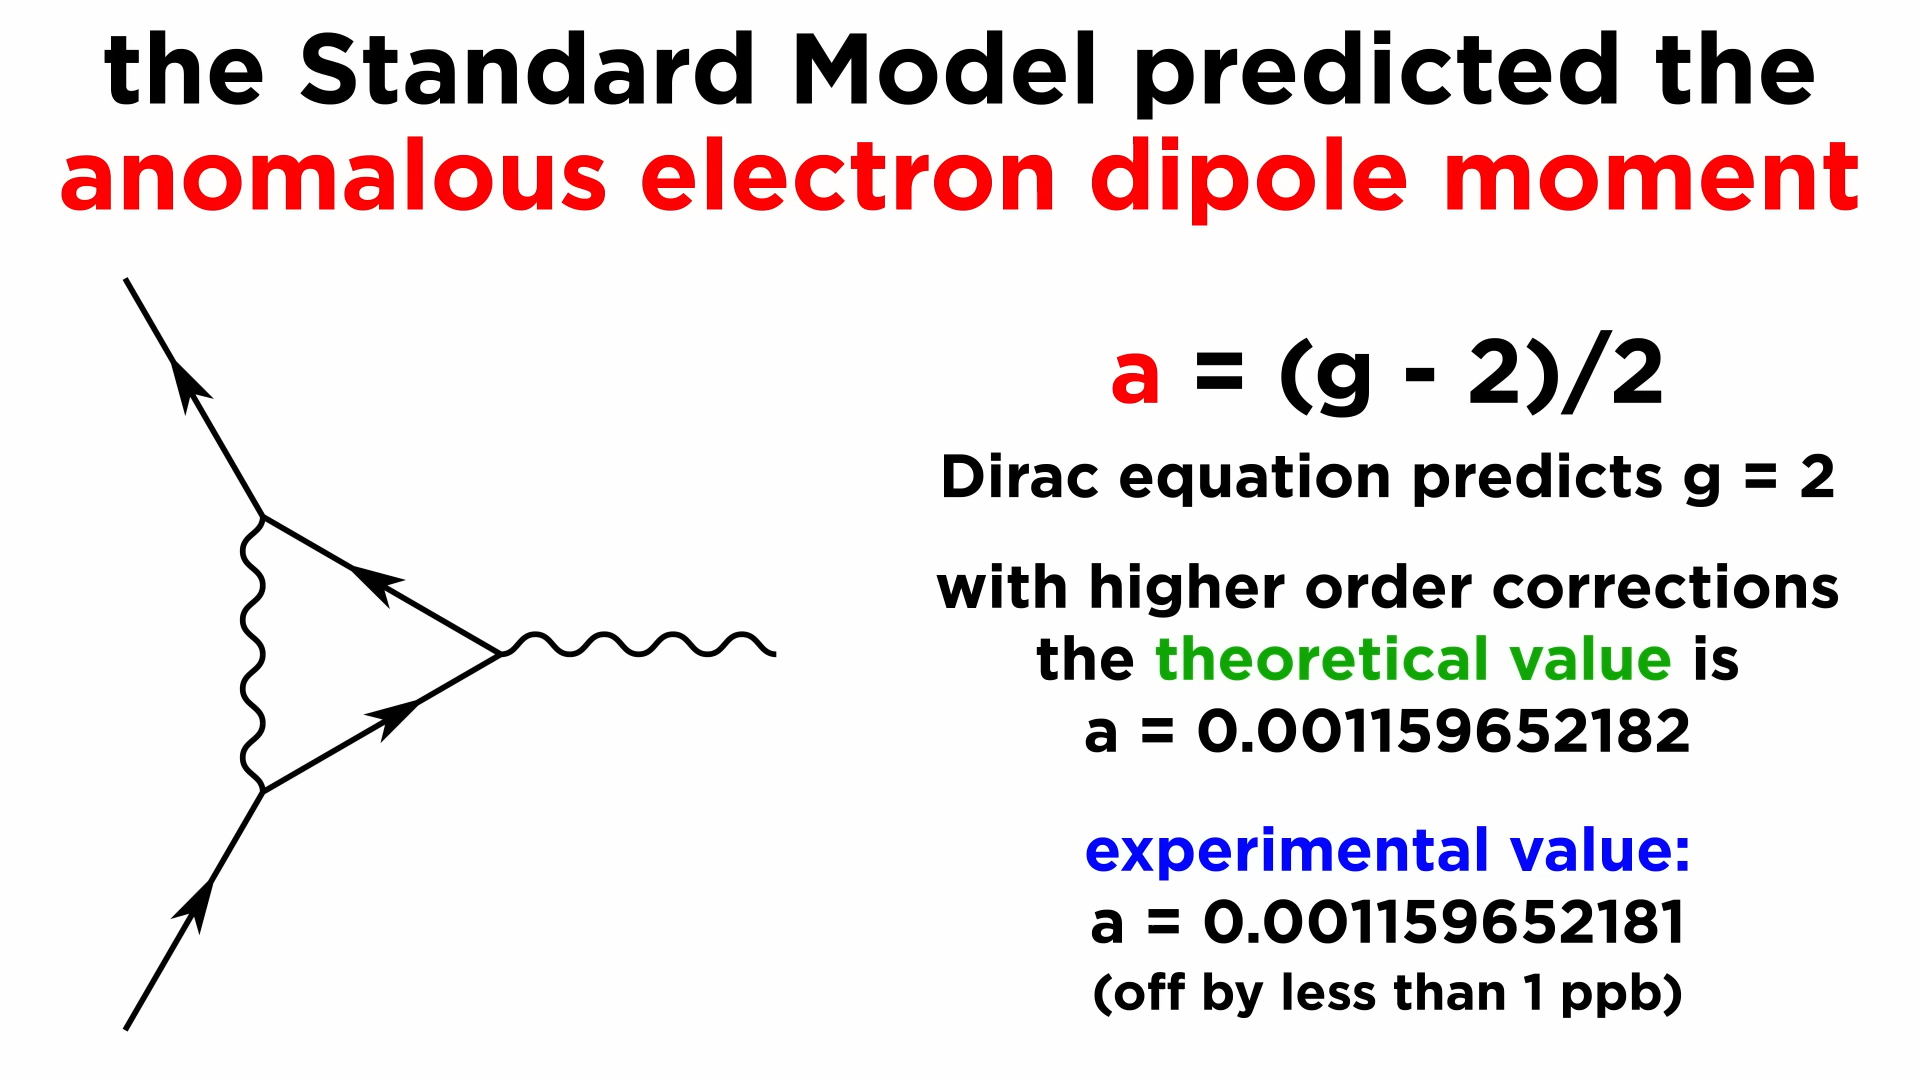 the Standard Model predicted the
anomalous electron dipole moment
a = (g - 2)/2
Dirac equation predicts g = 2
with higher order corrections
the theoretical value is
a = 0.001159652182
experimental value:
a = 0.001159652181
(off by less than 1 ppb)